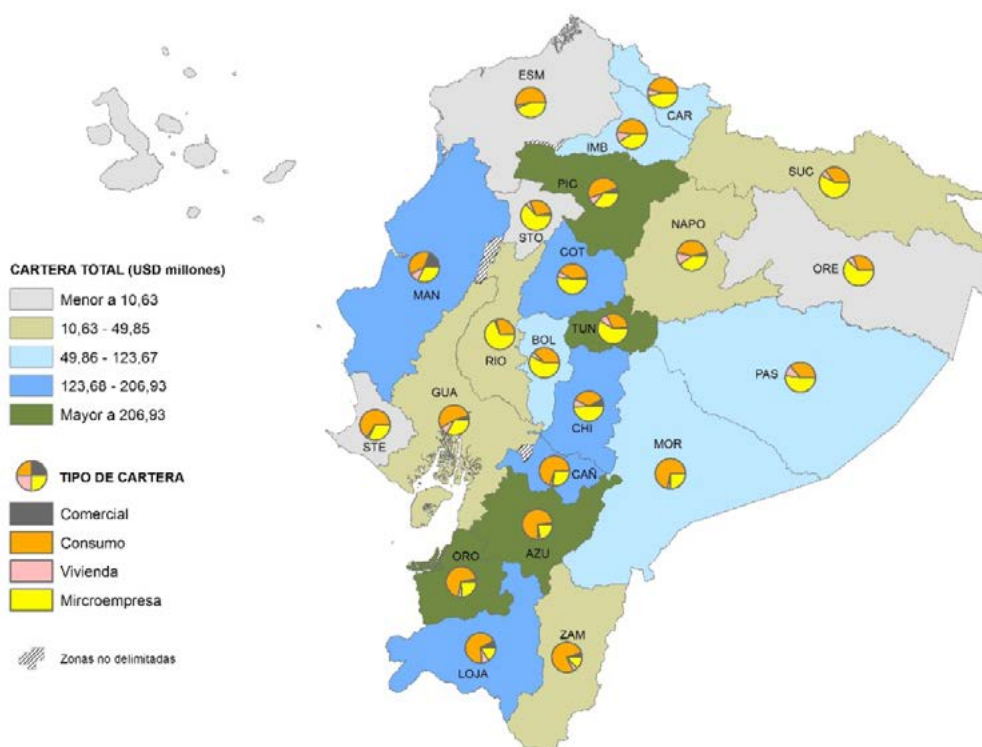 ESM
CAR
IMB
SUC
PIC
NAPO
STO
COT
ORE
MAN
TUN
BOL
RIO
PAS
GUA
CHI
STE
MOR
CAÑ
AZU
ORO
ZAM
LOJA
CARTERA TOTAL (USD millones)
Menor a 10,63
10,63 - 49,85
49,86 - 123,67
123,68 - 206,93
Mayor a 206,93
TIPO DE CARTERA
Comercial
Consumo
Vivienda
Mircroempresa
Zonas no delimitadas